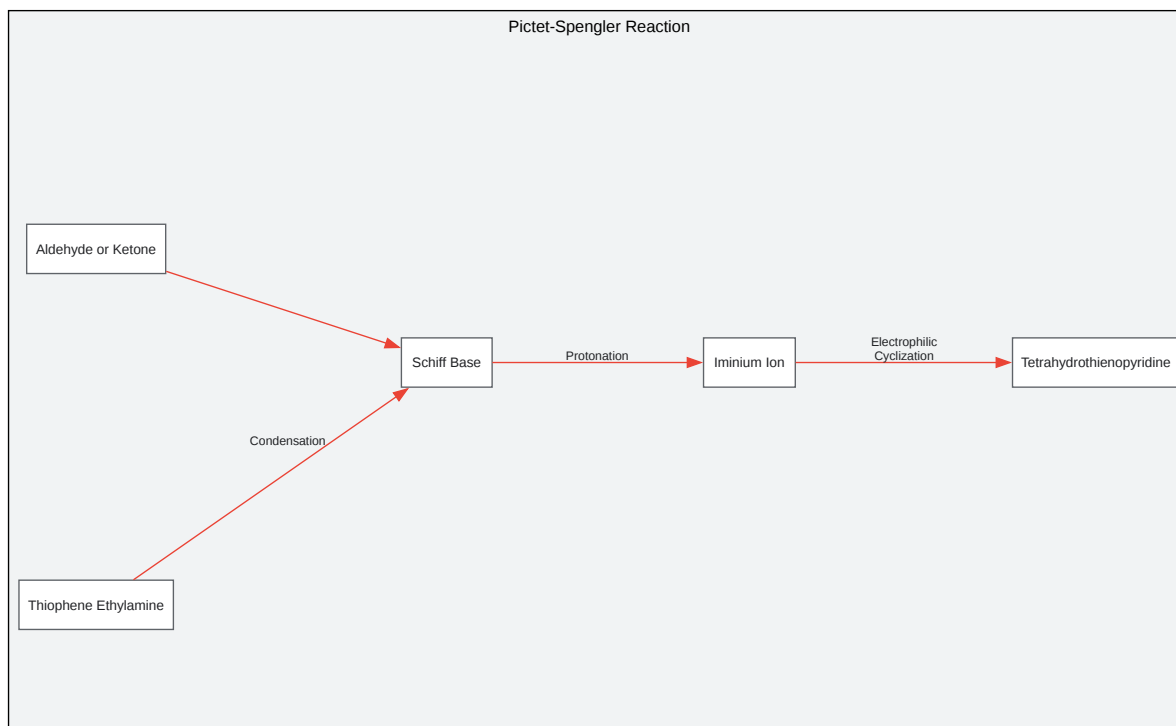 Pictet-Spengler Reaction
Aldehyde or Ketone
Schiff Base
Protonation
Iminium Ion
Electrophilic
Cyclization
Tetrahydrothienopyridine
Condensation
Thiophene Ethylamine